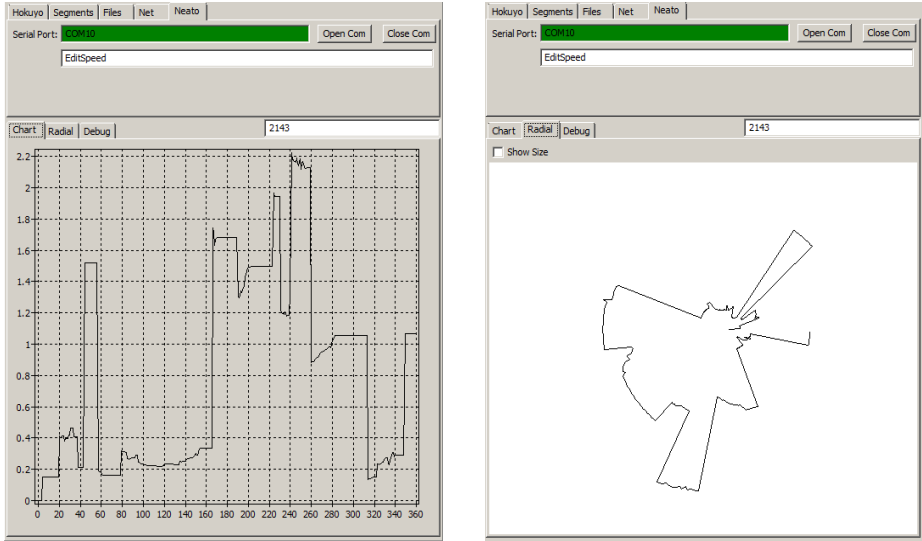 Hokuyo Segments Files Net Neato
Serial Port: COM10 Open Com Close Com
EditSpeed
Chart Radial Debug 2143
2.2
2
1.8
1.6
1.4
1.2
1
0.8
0.6
0.4
0.2
0
0 20 40 60 80 100 120 140 160 180 200 220 240 260 280 300 320 340 360
Hokuyo Segments Files Net Neato
Serial Port: COM10 Open Com Close Com
EditSpeed
Chart Radial Debug 2143
Show Size